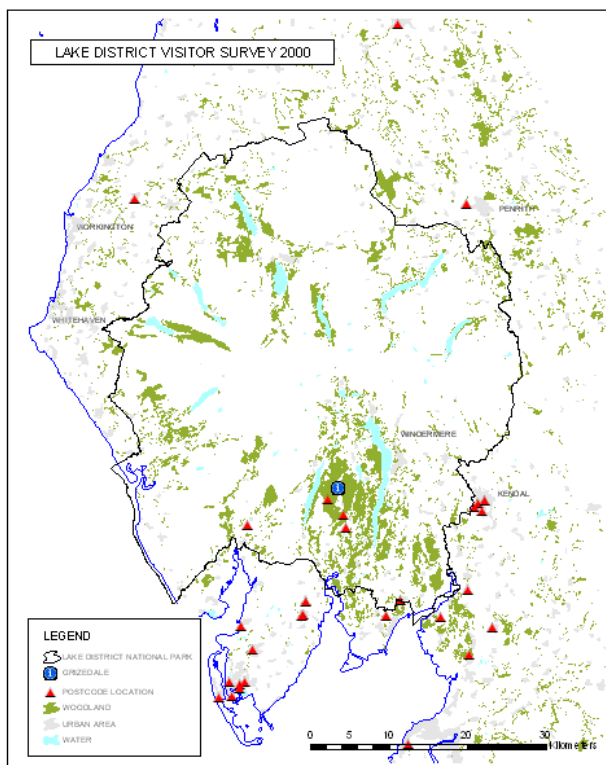 LAKE DISTRICT VISITOR SURVEY 2000
PENRITH
WORKINGTON
WHITEHAVEN
WINDERMERE
KENDAL
LEGEND
LAKE DISTRICT NATIONAL PARK
GRIZEDALE
POSTCODE LOCATION
WOODLAND
URBAN AREA
WATER
0 5 10 20 30
Kilometers